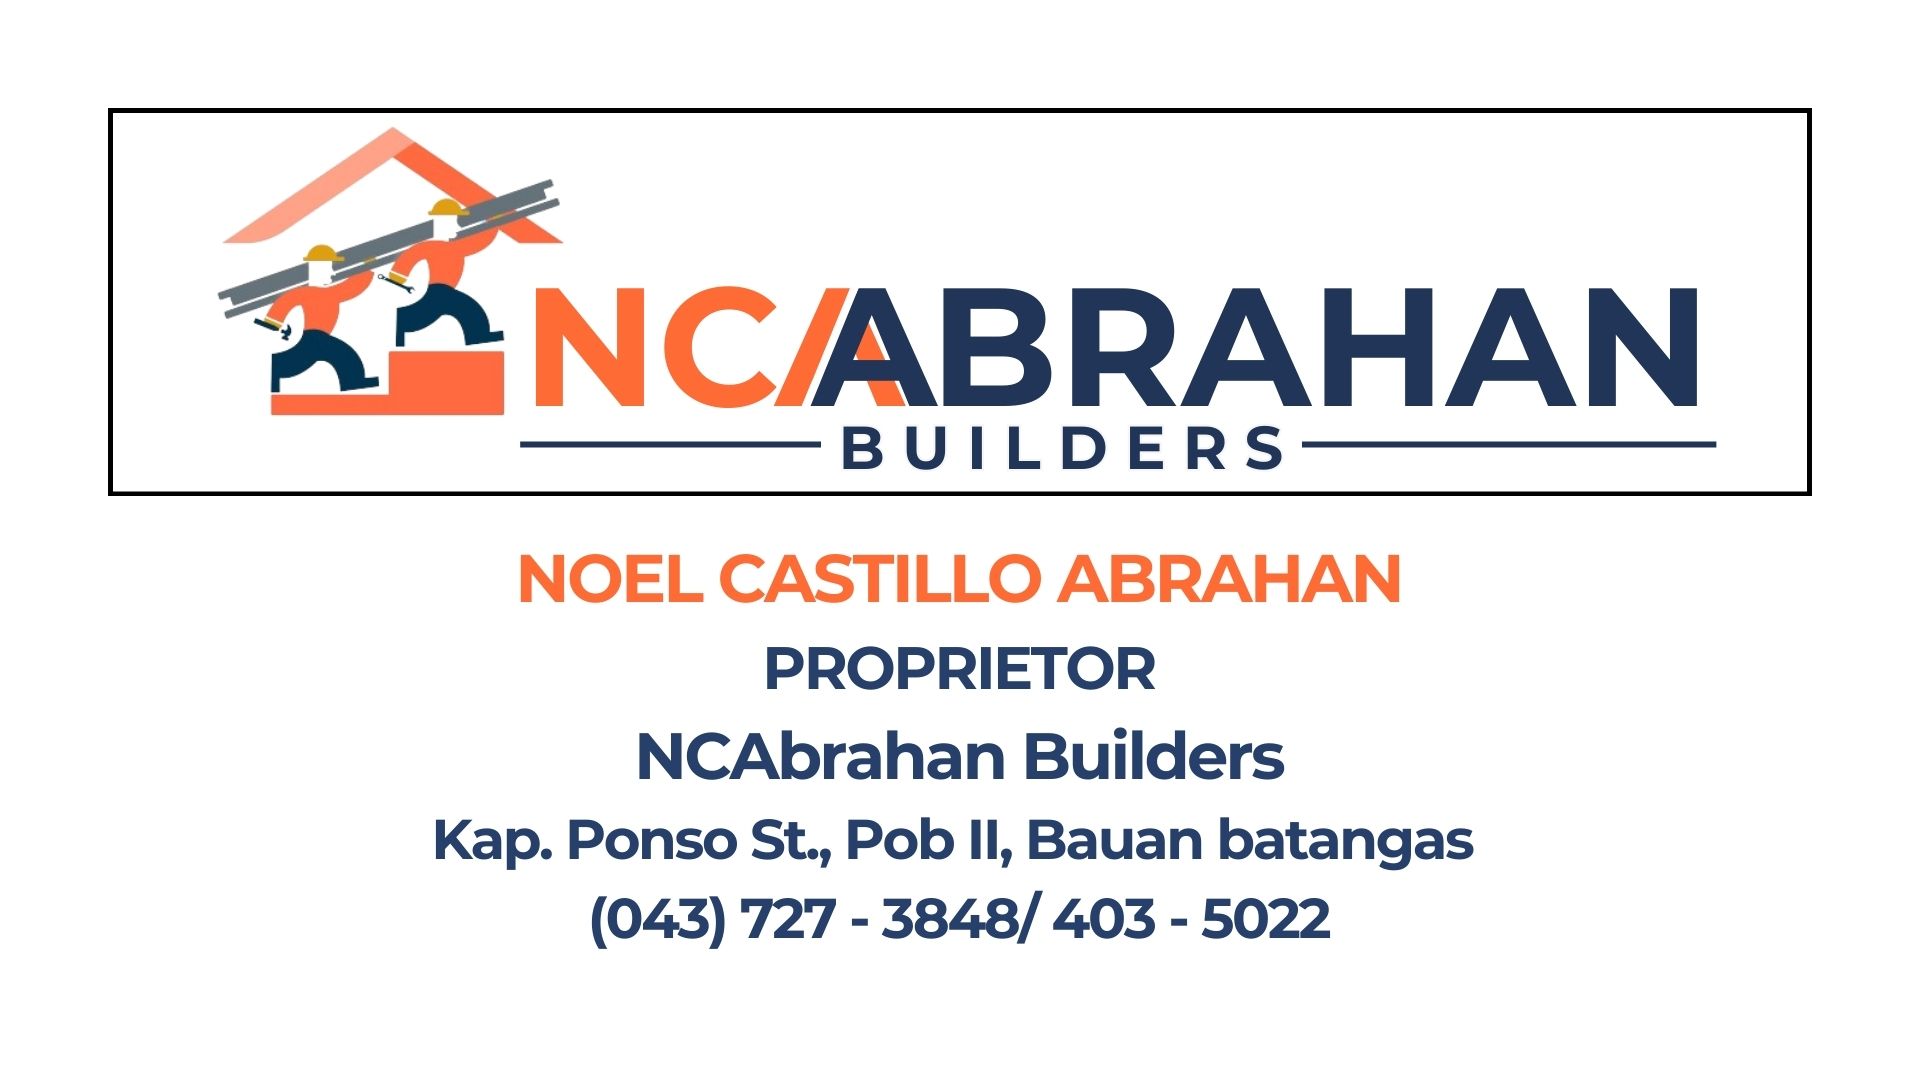 NCAABRAHAN
BUILDERS
NOEL CASTILLO ABRAHAN
PROPRIETOR
NCAbrahan Builders
Kap. Ponso St., Pob II, Bauan batangas
(043) 727 - 3848/ 403 - 5022